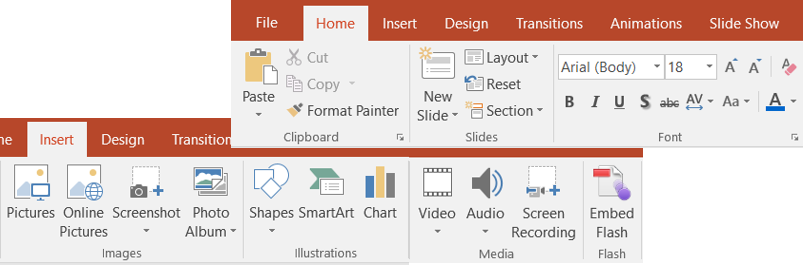 File Home Insert Design Transitions Animations Slide Show
Cut
Copy
Format Painter
Paste
Clipboard
New
Slide
Layout
Reset
Section
Slides
Arial (Body) 18
B I U S abc AV Aa A
Font
me Insert Design Transition
Pictures
Online
Pictures
Screenshot
Photo
Album
Images
Shapes SmartArt Chart
Illustrations
Video Audio
Screen
Recording
Media
Embed
Flash
Flash